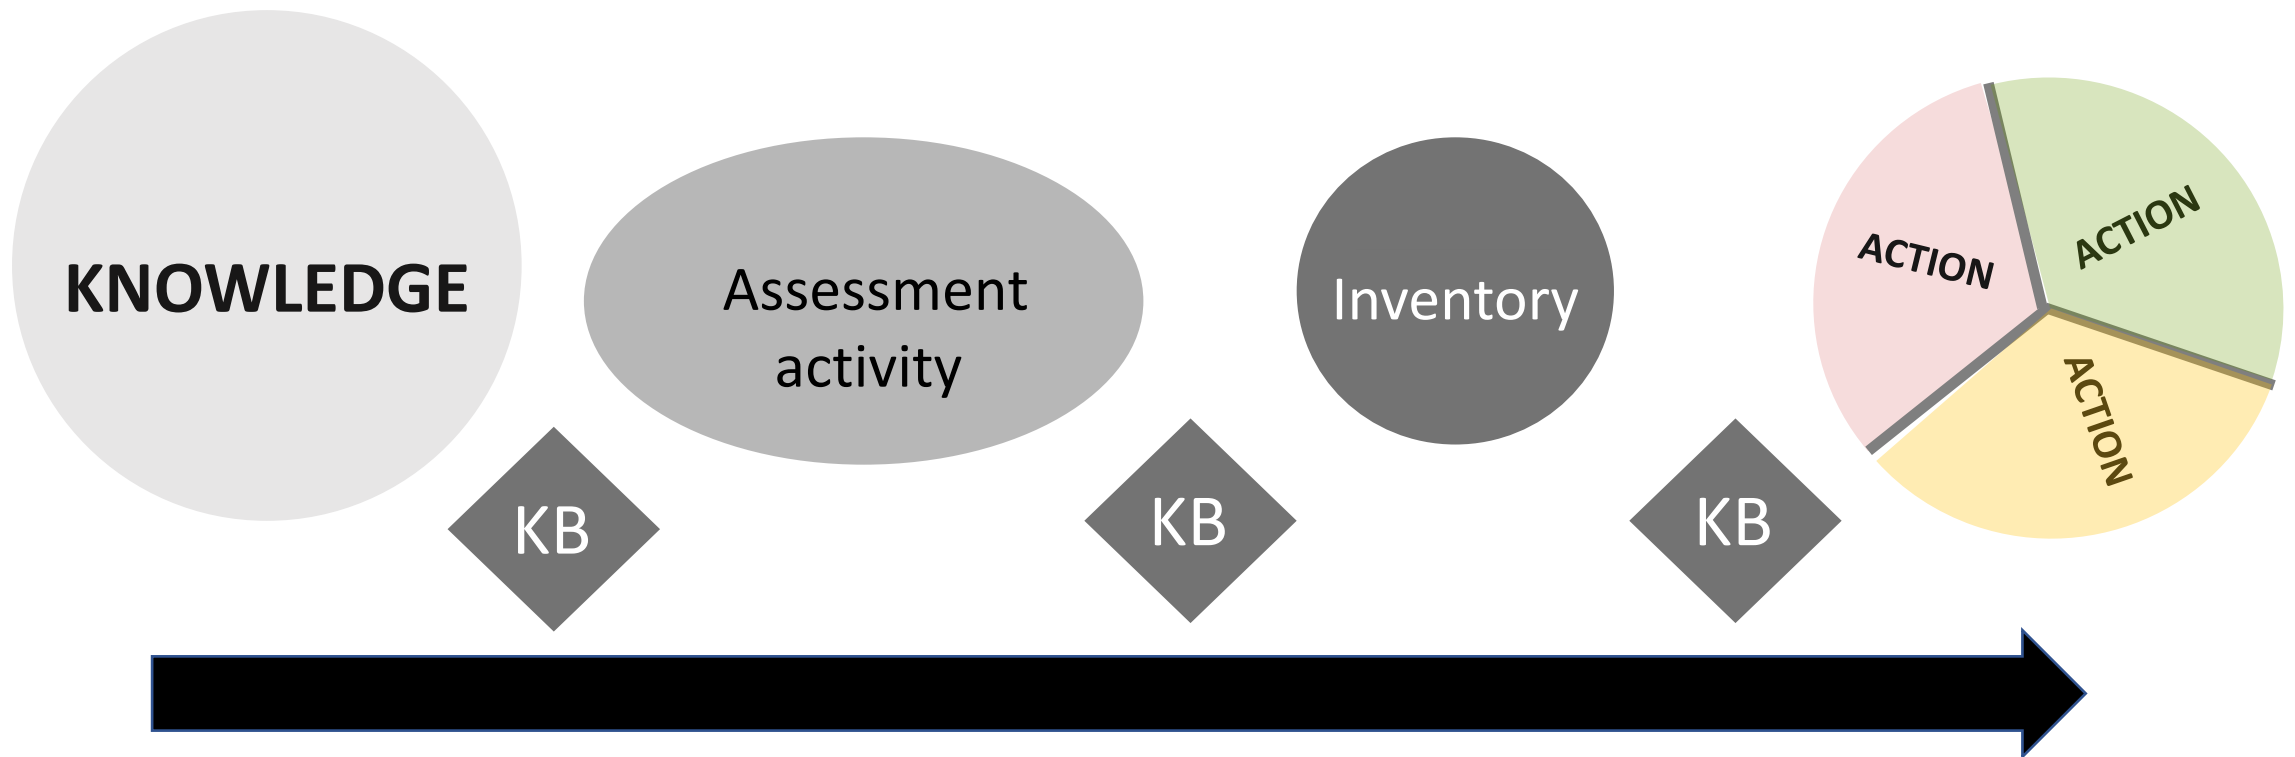 KNOWLEDGE
Assessment
activity
Inventory
ACTION
ACTION
ACTION
KB
KB
KB